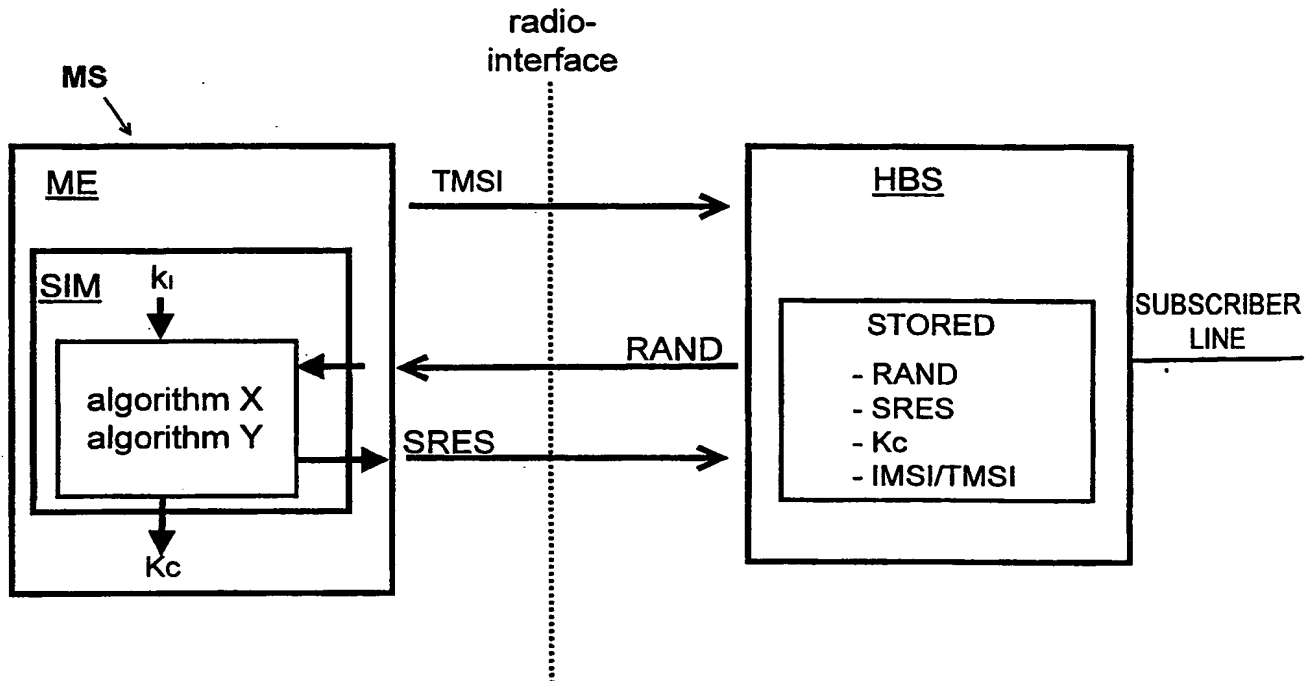 radio-
interface
MS
ME
TMSI
HBS
SIM
kı
STORED
SUBSCRIBER
LINE
RAND
- RAND
algorithm X
- SRES
algorithm Y
SRES
- Kc
- IMSI/TMSI
Kc